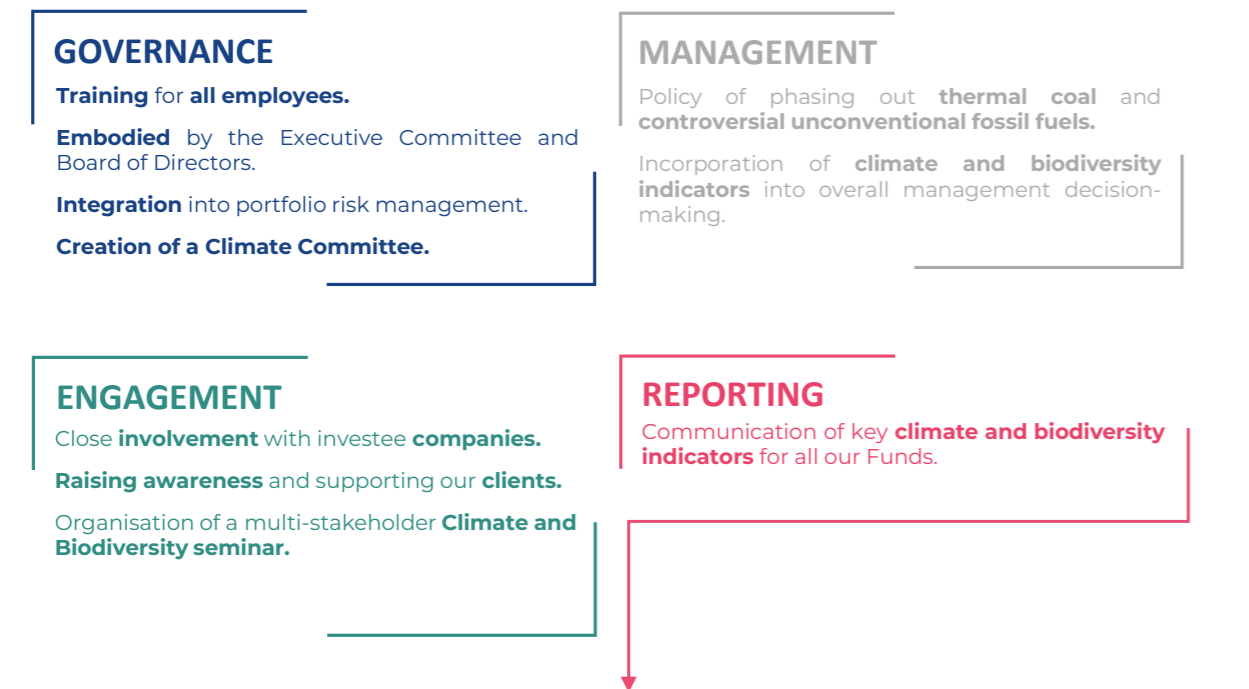 GOVERNANCE
Training for all employees.
Embodied by the Executive Committee and
Board of Directors.
Integration into portfolio risk management.
Creation of a Climate Committee.
MANAGEMENT
Policy of phasing out thermal coal and
controversial unconventional fossil fuels.
Incorporation of climate and biodiversity
indicators into overall management decision-
making.
ENGAGEMENT
Close involvement with investee companies.
Raising awareness and supporting our clients.
Organisation of a multi-stakeholder Climate and
Biodiversity seminar.
REPORTING
Communication of key climate and biodiversity
indicators for all our Funds.